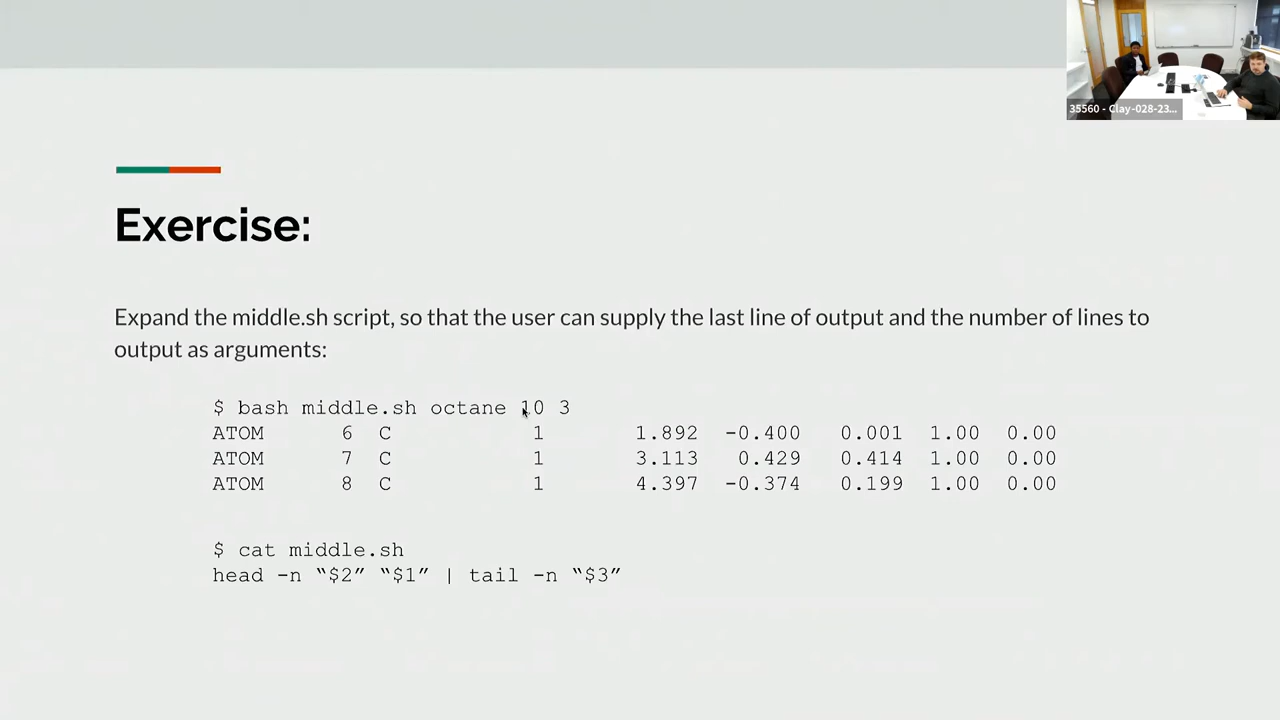 35560 - Clay-028-23...
Exercise:
Expand the middle.sh script, so that the user can supply the last line of output and the number of lines to
output as arguments:
$ bash middle.sh octane 10 3
ATOM 6 C 1 1.892 -0.400 0.001 1.00 0.00
ATOM 7 C 1 3.113 0.429 0.414 1.00 0.00
ATOM 8 C 1 4.397 -0.374 0.199 1.00 0.00
$ cat middle.sh
head -n “$2” “$1” | tail -n “$3”